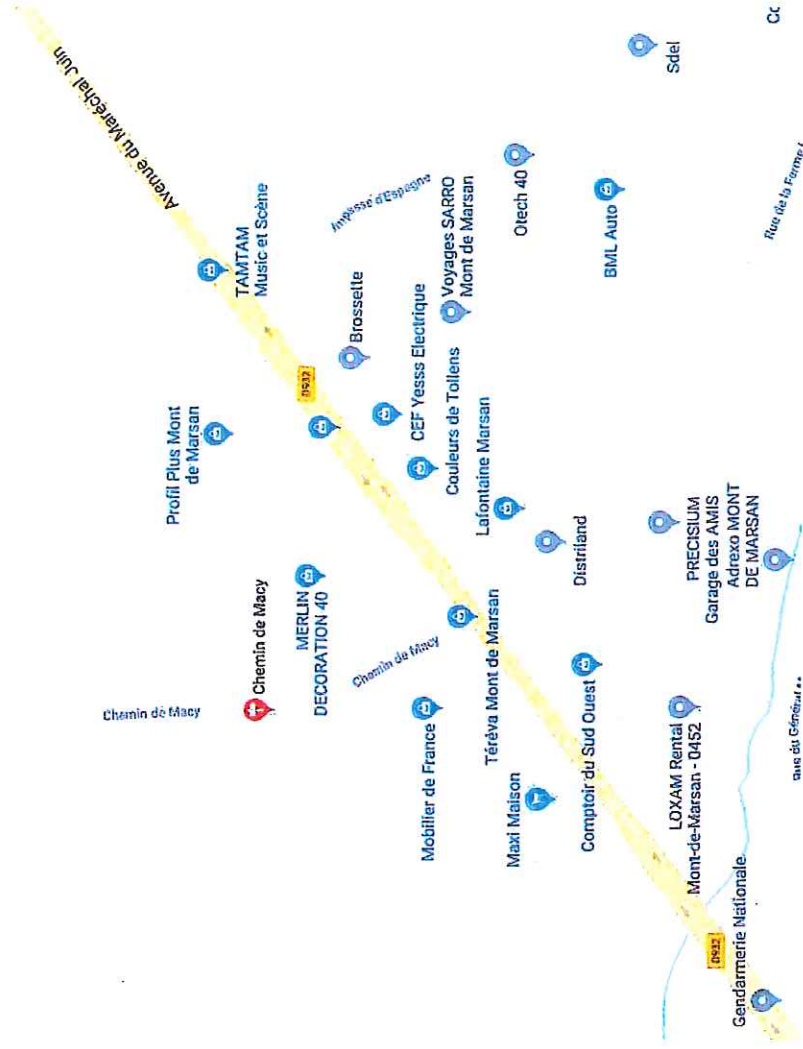 Avenue du Maréchal Juin
Chemin de Macy
Profil Plus Mont
de Marsan
TAMTAM
Music et Scène
Chemin de Macy
MERLIN
DECORATION 40
D932
Brossette
Impasse d'Espagne
Chemin de Macy
Mobilier de France
CEF Yesss Electrique
Couleurs de Tollens
Voyages SARRO
Mont de Marsan
Lafontaine Marsan
Téréva Mont de Marsan
Otech 40
Maxi Maison
Distriland
Comptoir du Sud Ouest
BML Auto
Sdel
LOXAM Rental
Mont-de-Marsan - 0452
PRECISIUM
Garage des AMIS
Adrexo MONT
DE MARSAN
D932
Gendarmerie Nationale
Rue de la Ferme
Rue du Général